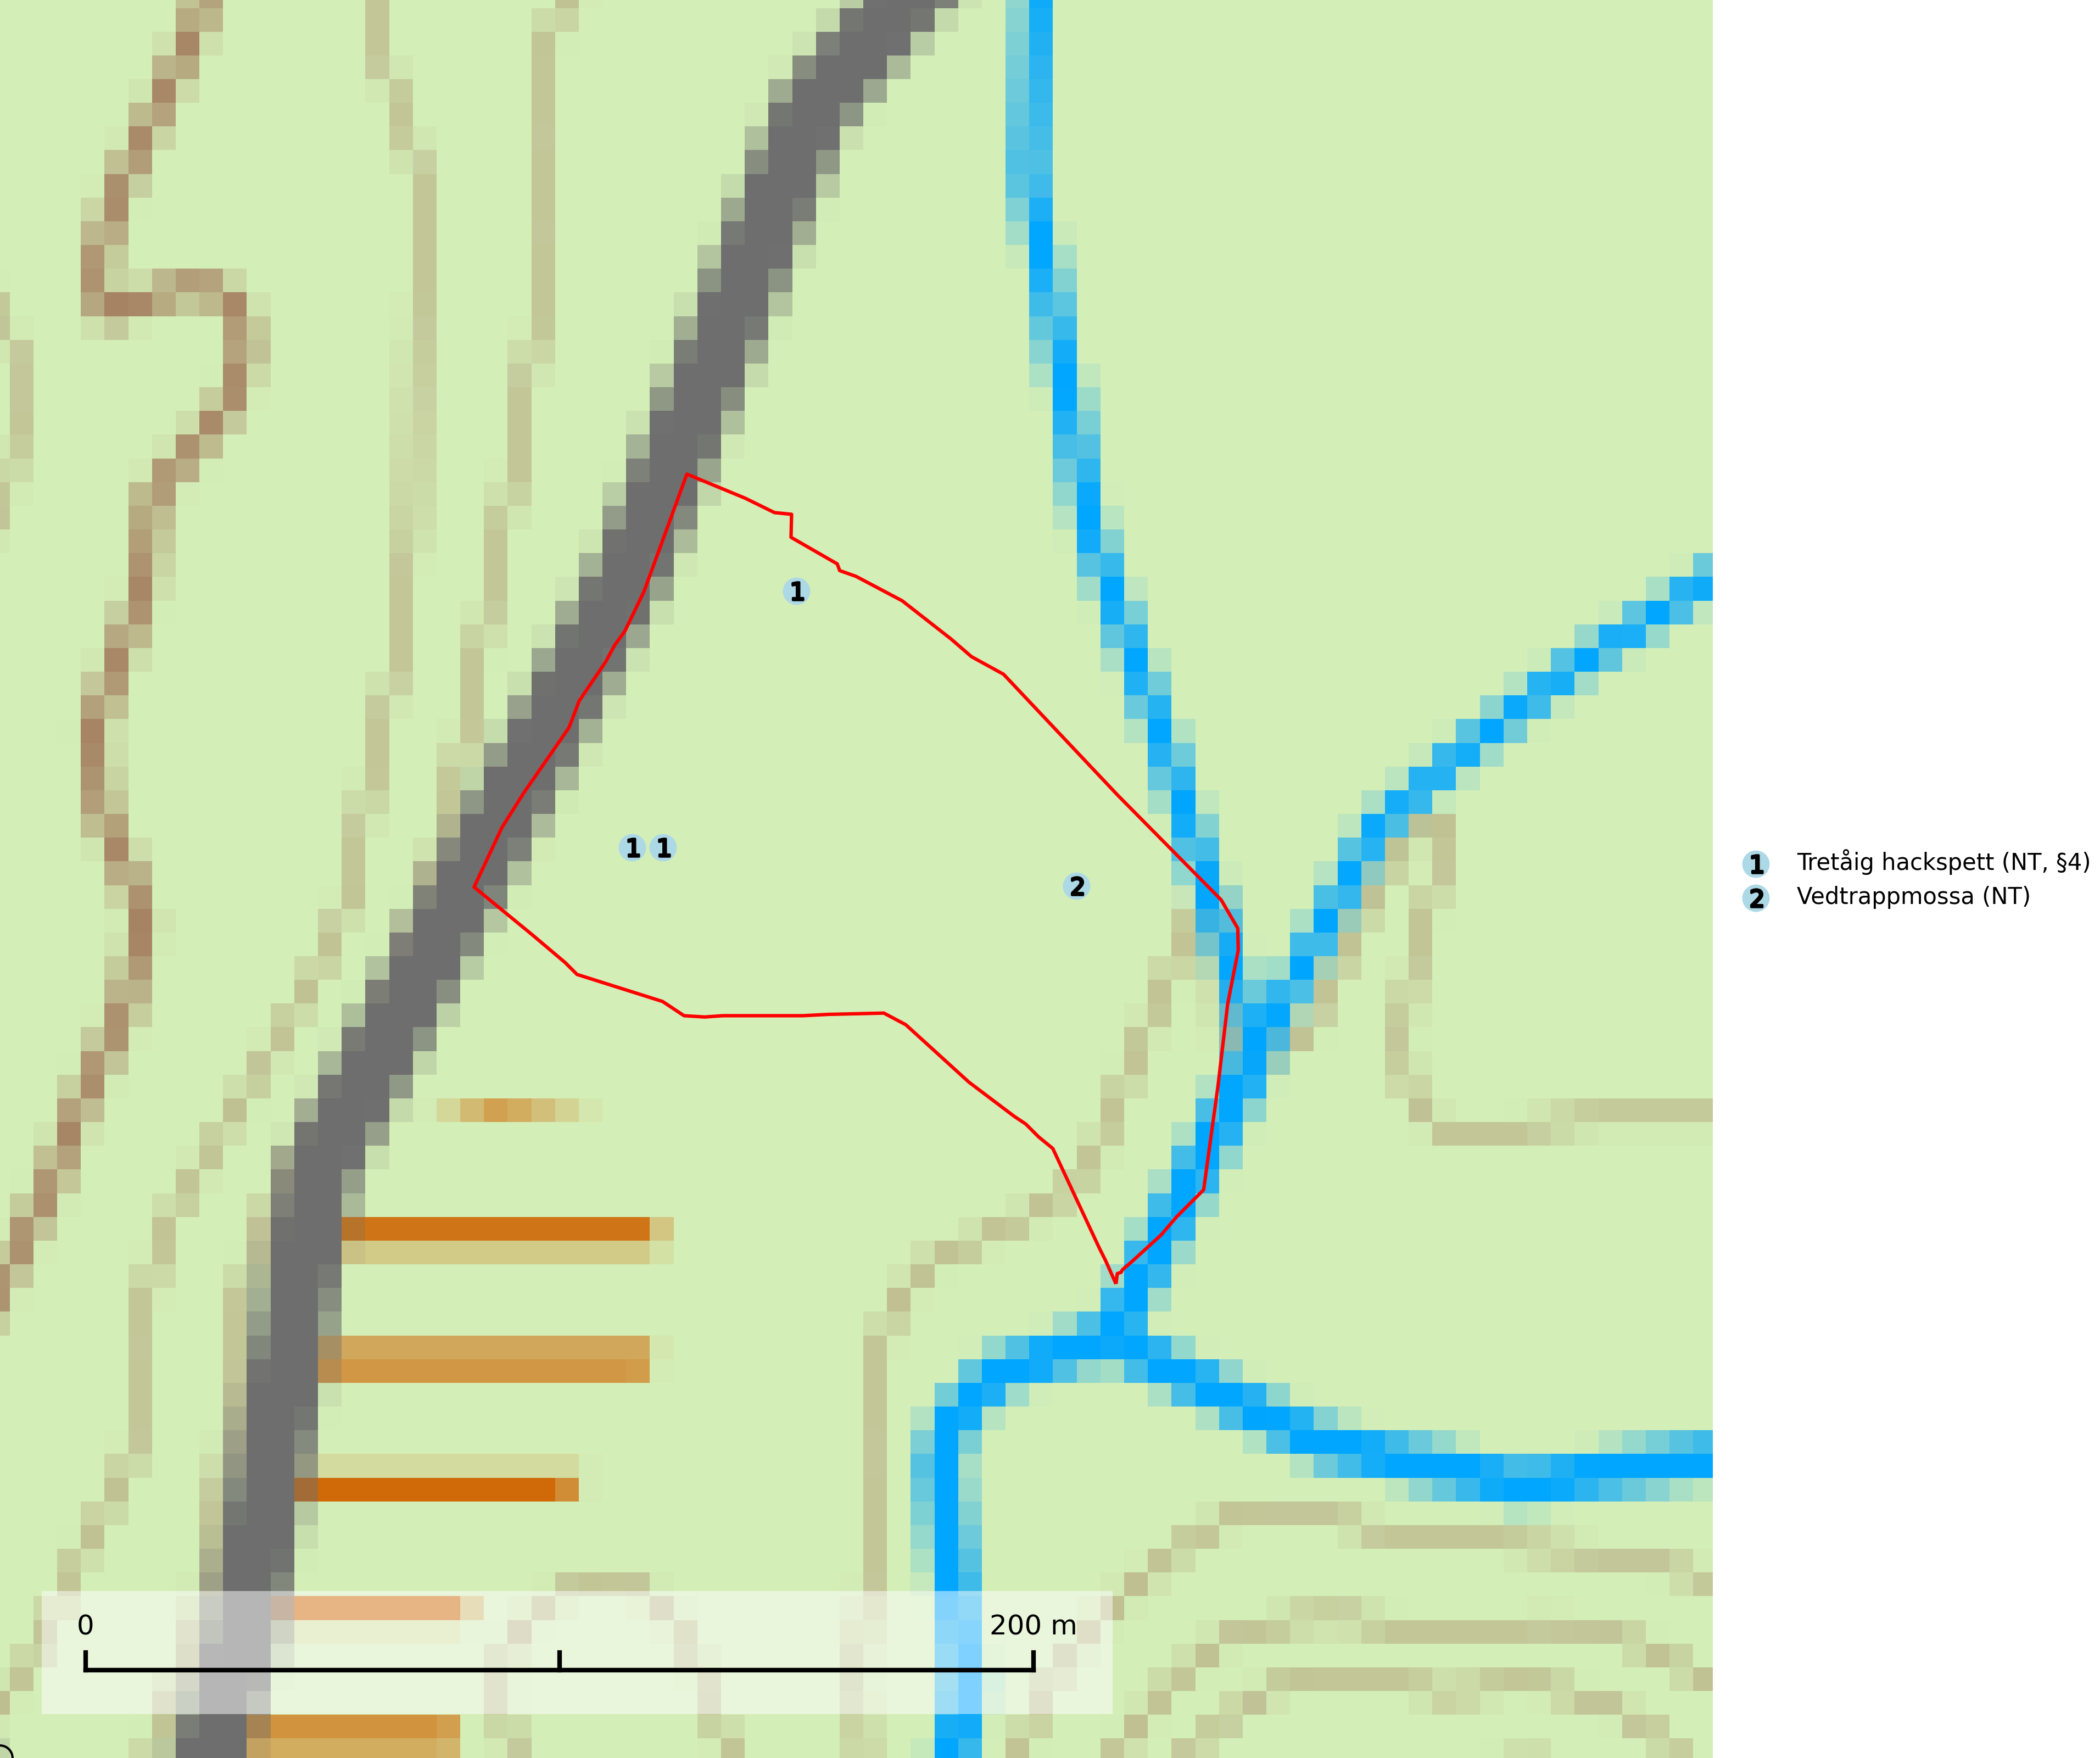 1
1 1
2
1 Tretåig hackspett (NT, §4)
2 Vedtrappmossa (NT)
0 200 m